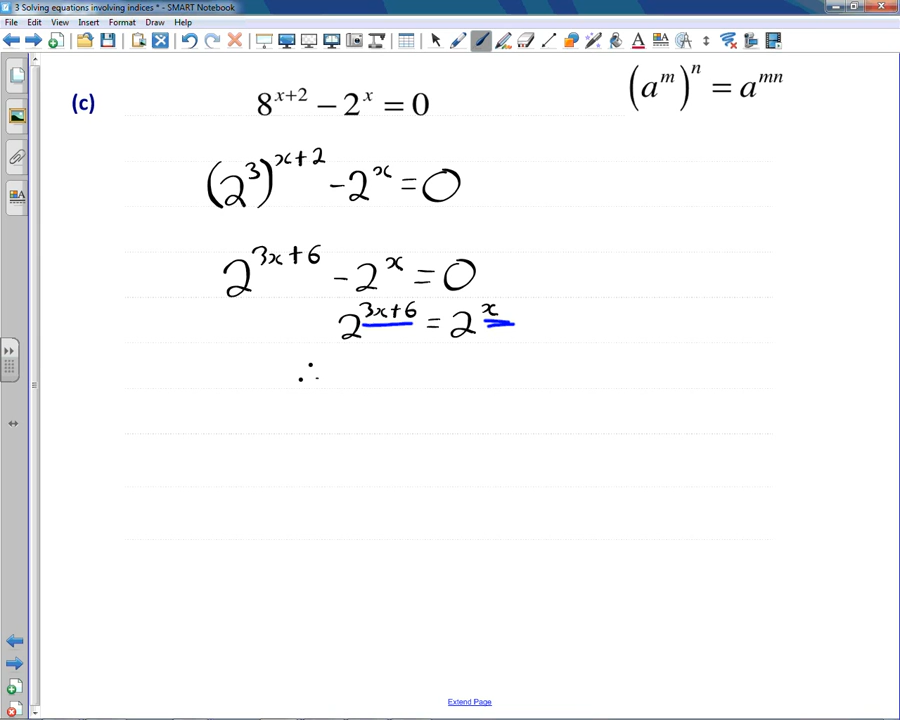 3 Solving equations involving indices * - SMART Notebook
File Edit View Insert Format Draw Help
(c) 8^{x+2} − 2^x = 0
(a^m)^n = a^{mn}
(2^3)^{x+2} − 2^x = 0
2^{3x+6} − 2^x = 0
2^{3x+6} = 2^x
∴
Extend Page